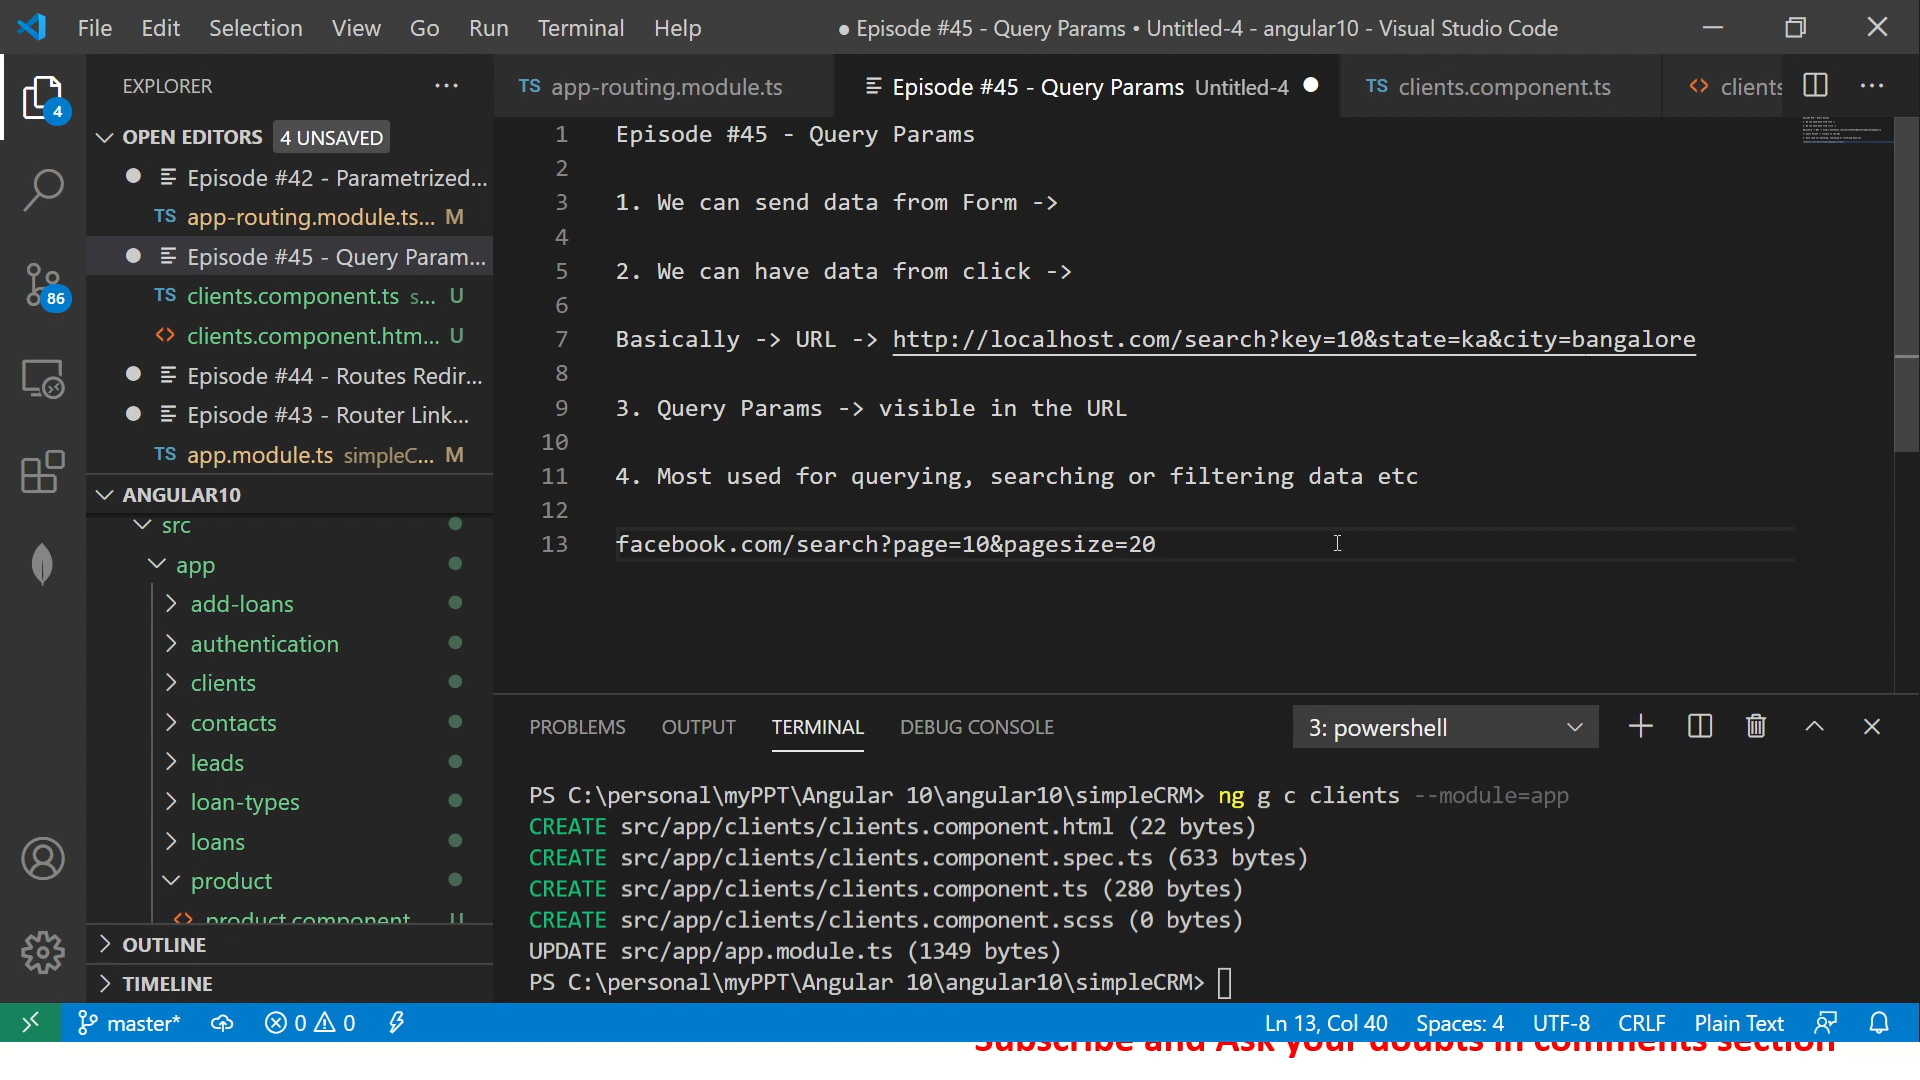 File Edit Selection View Go Run Terminal Help ● Episode #45 - Query Params • Untitled-4 - angular10 - Visual Studio Code
EXPLORER ...
TS app-routing.module.ts Episode #45 - Query Params Untitled-4 ● TS clients.component.ts <> clients ...
4
OPEN EDITORS 4 UNSAVED
Episode #42 - Parametrized...
TS app-routing.module.ts... M
Episode #45 - Query Param...
TS clients.component.ts s... U
<> clients.component.htm... U
Episode #44 - Routes Redir...
Episode #43 - Router Link...
TS app.module.ts simpleC... M
86
ANGULAR10
src
app
add-loans
authentication
clients
contacts
leads
loan-types
loans
product
<> product.component U
OUTLINE
TIMELINE
1 Episode #45 - Query Params
2
3 1. We can send data from Form ->
4
5 2. We can have data from click ->
6
7 Basically -> URL -> http://localhost.com/search?key=10&state=ka&city=bangalore
8
9 3. Query Params -> visible in the URL
10
11 4. Most used for querying, searching or filtering data etc
12
13 facebook.com/search?page=10&pagesize=20
PROBLEMS OUTPUT TERMINAL DEBUG CONSOLE 3: powershell
PS C:\personal\myPPT\Angular 10\angular10\simpleCRM> ng g c clients --module=app
CREATE src/app/clients/clients.component.html (22 bytes)
CREATE src/app/clients/clients.component.spec.ts (633 bytes)
CREATE src/app/clients/clients.component.ts (280 bytes)
CREATE src/app/clients/clients.component.scss (0 bytes)
UPDATE src/app/app.module.ts (1349 bytes)
PS C:\personal\myPPT\Angular 10\angular10\simpleCRM>
master* 0 0 Ln 13, Col 40 Spaces: 4 UTF-8 CRLF Plain Text
Subscribe and Ask your doubts in comments section